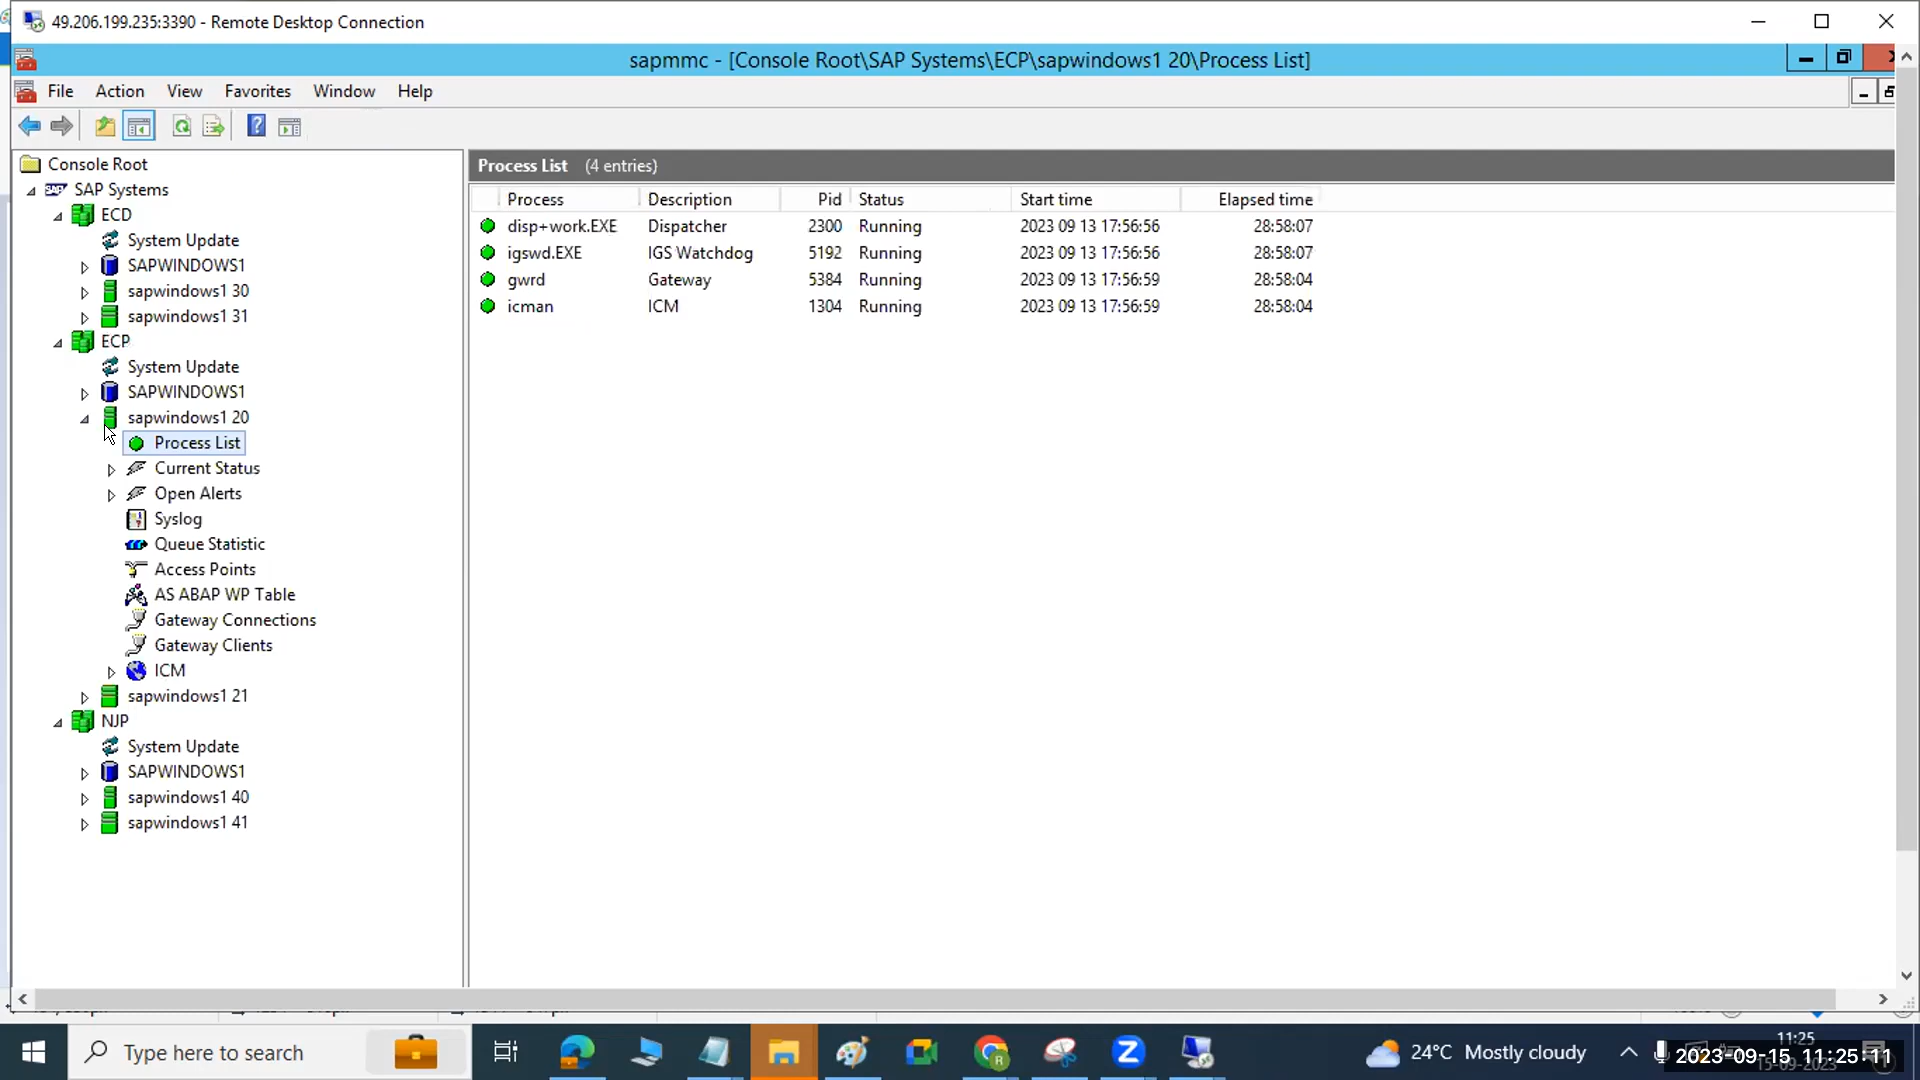 49.206.199.235:3390 - Remote Desktop Connection
sapmmc - [Console Root\SAP Systems\ECP\sapwindows1 20\Process List]
File Action View Favorites Window Help
Console Root
SAP Systems
ECD
System Update
SAPWINDOWS1
sapwindows1 30
sapwindows1 31
ECP
System Update
SAPWINDOWS1
sapwindows1 20
Process List
Current Status
Open Alerts
Syslog
Queue Statistic
Access Points
AS ABAP WP Table
Gateway Connections
Gateway Clients
ICM
sapwindows1 21
NJP
System Update
SAPWINDOWS1
sapwindows1 40
sapwindows1 41
Process List (4 entries)
Process Description Pid Status Start time Elapsed time
disp+work.EXE Dispatcher 2300 Running 2023 09 13 17:56:56 28:58:07
igswd.EXE IGS Watchdog 5192 Running 2023 09 13 17:56:56 28:58:07
gwrd Gateway 5384 Running 2023 09 13 17:56:59 28:58:04
icman ICM 1304 Running 2023 09 13 17:56:59 28:58:04
Type here to search
24°C Mostly cloudy
11:25
2023-09-15 11:25:11
15-09-2023